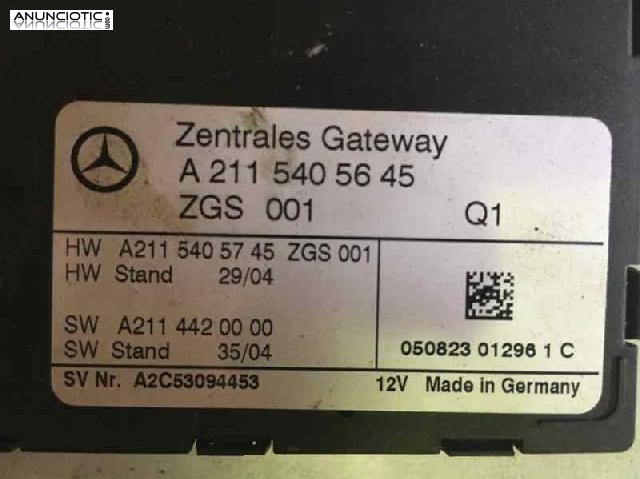 ANUNCIOTIC.es
Zentrales Gateway
A 211 540 56 45
ZGS 001 Q1
HW A211 540 57 45 ZGS 001
HW Stand 29/04
SW A211 442 00 00
SW Stand 35/04
050823 01296 1 C
SV Nr. A2C53094453 12V Made in Germany